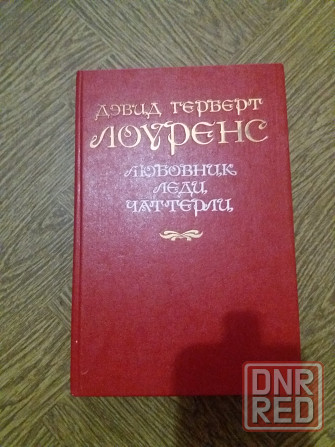 ДЭВИД ГЕРБЕРТ
ЛОУРЕНС
ЛЮБОВНИК
ЛЕДИ
ЧАТТЕРЛИ
DNR
RED